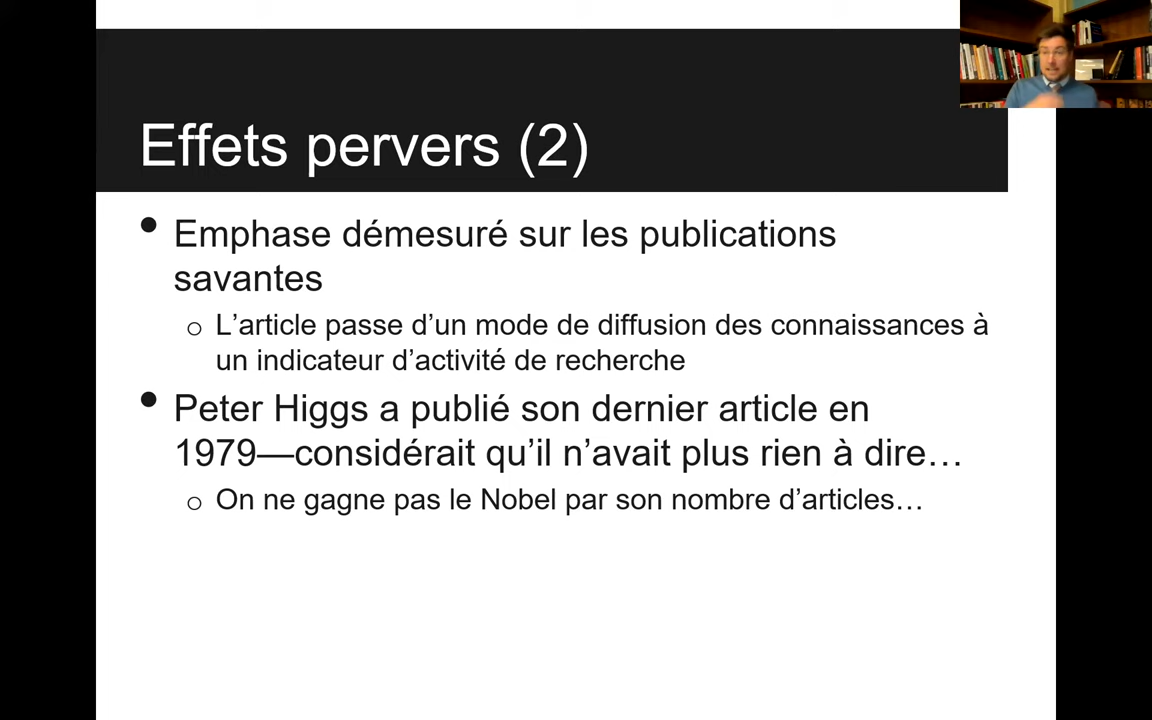 Effets pervers (2)
• Emphase démesuré sur les publications
savantes
o L’article passe d’un mode de diffusion des connaissances à
un indicateur d’activité de recherche
• Peter Higgs a publié son dernier article en
1979—considérait qu’il n’avait plus rien à dire…
o On ne gagne pas le Nobel par son nombre d’articles…